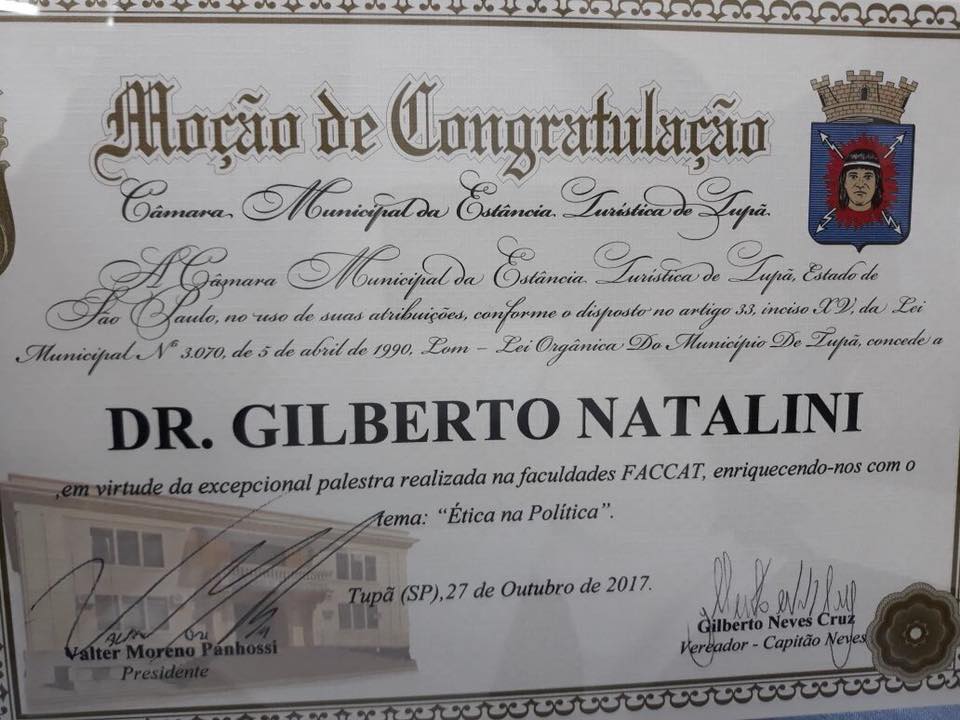 Moção de Congratulação
Câmara Municipal da Estância Turística de Tupã.
A Câmara Municipal da Estância Turística de Tupã, Estado de
São Paulo, no uso de suas atribuições, conforme o disposto no artigo 33, inciso XV, da Lei
Municipal Nº 3.070, de 5 de abril de 1990, Lom – Lei Orgânica Do Município De Tupã, concede a
DR. GILBERTO NATALINI
,em virtude da excepcional palestra realizada na faculdades FACCAT, enriquecendo-nos com o
tema: “Ética na Política”.
Tupã (SP),27 de Outubro de 2017.
Valter Moreno Panhossi
Presidente
Gilberto Neves Cruz
Vereador - Capitão Neves